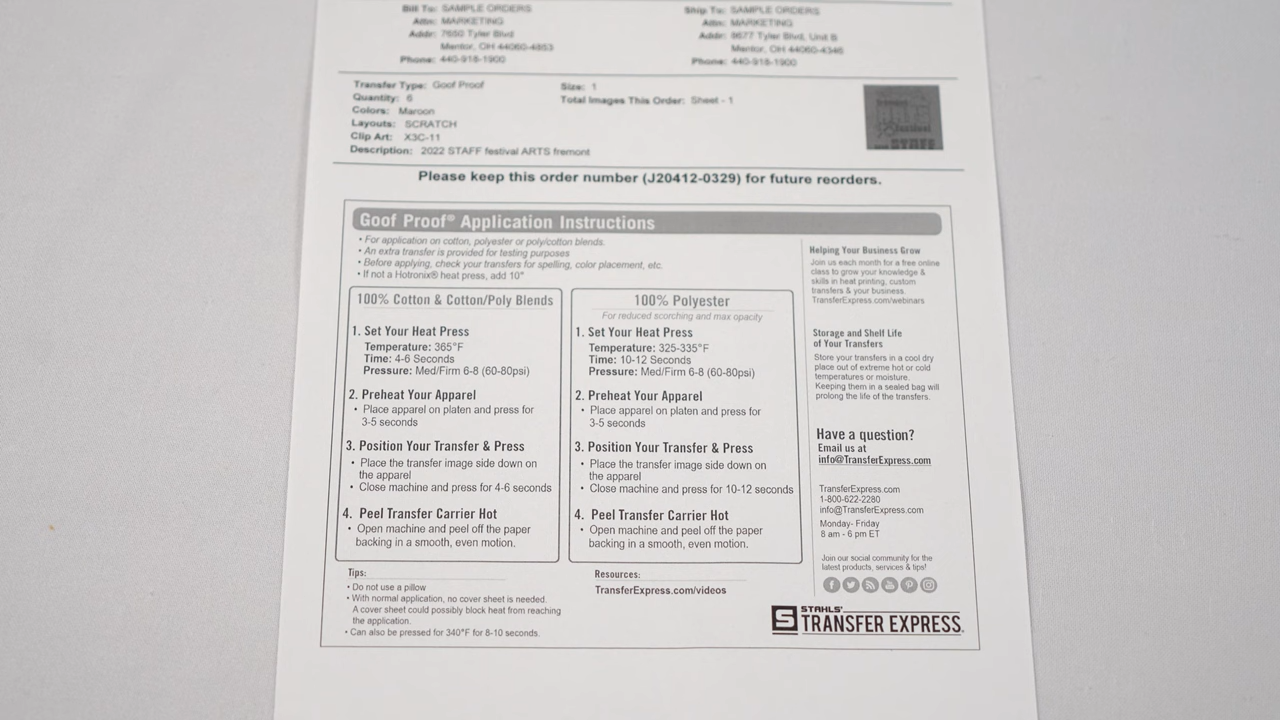 Bill To: SAMPLE ORDERS
Attn: MARKETING
Addr: 7650 Tyler Blvd
Mentor, OH 44060-4853
Phone: 440-918-1900
Ship To: SAMPLE ORDERS
Attn: MARKETING
Addr: 8677 Tyler Blvd, Unit B
Mentor, OH 44060-4346
Phone: 440-918-1900
Transfer Type: Goof Proof
Quantity: 6
Colors: Maroon
Layouts: SCRATCH
Clip Art: X3C-11
Description: 2022 STAFF festival ARTS fremont
Size: 1
Total Images This Order: Sheet - 1
Please keep this order number (J20412-0329) for future reorders.
Goof Proof® Application Instructions
• For application on cotton, polyester or poly/cotton blends.
• An extra transfer is provided for testing purposes
• Before applying, check your transfers for spelling, color placement, etc.
• If not a Hotronix® heat press, add 10°
100% Cotton & Cotton/Poly Blends
1. Set Your Heat Press
Temperature: 365°F
Time: 4-6 Seconds
Pressure: Med/Firm 6-8 (60-80psi)
2. Preheat Your Apparel
• Place apparel on platen and press for
3-5 seconds
3. Position Your Transfer & Press
• Place the transfer image side down on
the apparel
• Close machine and press for 4-6 seconds
4. Peel Transfer Carrier Hot
• Open machine and peel off the paper
backing in a smooth, even motion.
100% Polyester
For reduced scorching and max opacity
1. Set Your Heat Press
Temperature: 325-335°F
Time: 10-12 Seconds
Pressure: Med/Firm 6-8 (60-80psi)
2. Preheat Your Apparel
• Place apparel on platen and press for
3-5 seconds
3. Position Your Transfer & Press
• Place the transfer image side down on
the apparel
• Close machine and press for 10-12 seconds
4. Peel Transfer Carrier Hot
• Open machine and peel off the paper
backing in a smooth, even motion.
Tips:
• Do not use a pillow
• With normal application, no cover sheet is needed.
A cover sheet could possibly block heat from reaching
the application.
• Can also be pressed for 340°F for 8-10 seconds.
Resources:
TransferExpress.com/videos
Helping Your Business Grow
Join us each month for a free online
class to grow your knowledge &
skills in heat printing, custom
transfers & your business.
TransferExpress.com/webinars
Storage and Shelf Life
of Your Transfers
Store your transfers in a cool dry
place out of extreme hot or cold
temperatures or moisture.
Keeping them in a sealed bag will
prolong the life of the transfers.
Have a question?
Email us at
info@TransferExpress.com
TransferExpress.com
1-800-622-2280
info@TransferExpress.com
Monday- Friday
8 am - 6 pm ET
Join our social community for the
latest products, services & tips!
STAHLS'
TRANSFER EXPRESS.